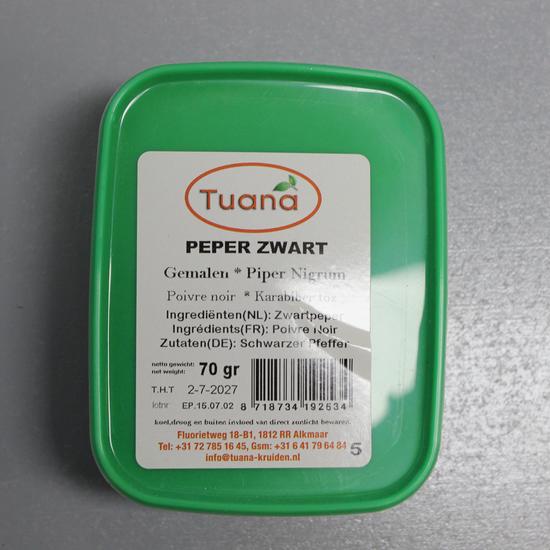 Tuana
PEPER ZWART
Gemalen * Piper Nigrum
Poivre noir * Karabiber toz
Ingrediënten(NL): Zwartpeper
Ingrédients(FR): Poivre Noir
Zutaten(DE): Schwarzer Pfeffer
netto gewicht:
net weight: 70 gr
T.H.T 2-7-2027
lotnr EP.15.07.02 8 718734 192634
koel,droog en buiten invloed van direct zonlicht bewaren.
Fluorietweg 18-B1, 1812 RR Alkmaar
Tel: +31 72 785 16 45, Gsm: +31 6 41 79 64 84
info@tuana-kruiden.nl
5